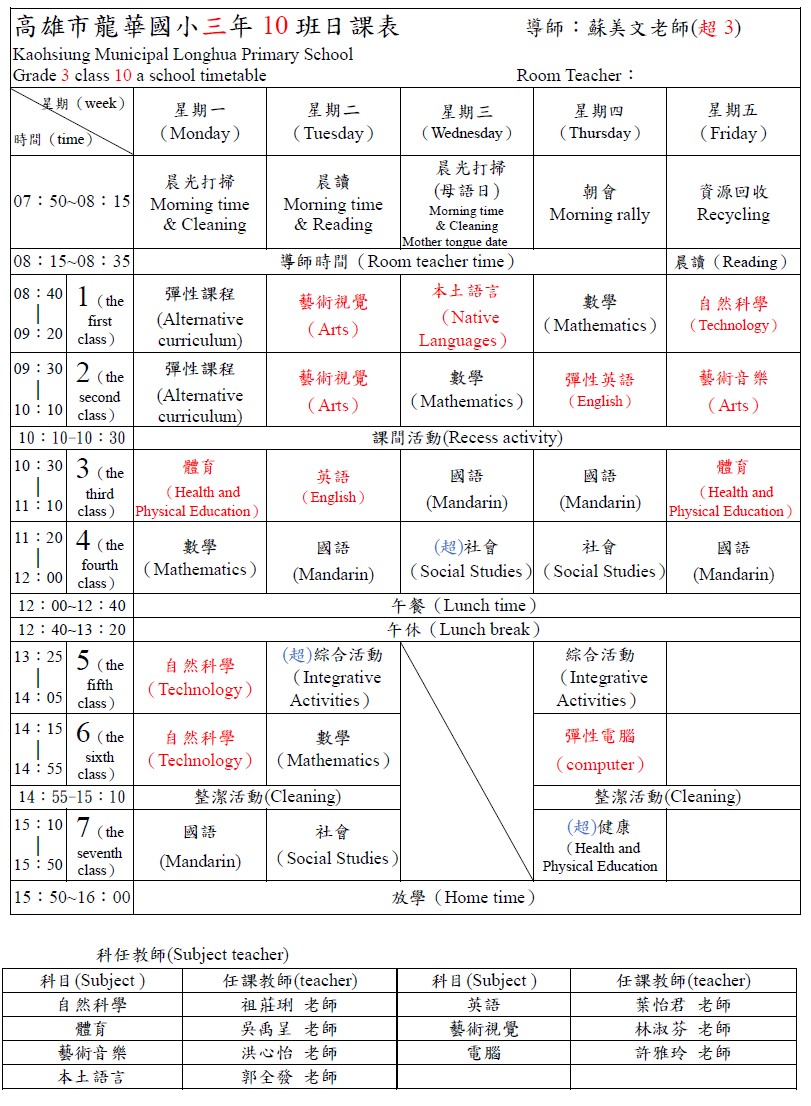 高雄市龍華國小三年 10 班日課表 導師：蘇美文老師(超 3)
Kaohsiung Municipal Longhua Primary School
Grade 3 class 10 a school timetable Room Teacher：
星期（week）
時間（time）
星期一
（Monday）
星期二
（Tuesday）
星期三
（Wednesday）
星期四
（Thursday）
星期五
（Friday）
07：50~08：15
晨光打掃
Morning time
& Cleaning
晨讀
Morning time
& Reading
晨光打掃
(母語日)
Morning time
& Cleaning
Mother tongue date
朝會
Morning rally
資源回收
Recycling
08：15~08：35
導師時間（Room teacher time）
晨讀（Reading）
08：40
|
09：20
1（the
first
class）
彈性課程
(Alternative
curriculum)
藝術視覺
（Arts）
本土語言
（Native
Languages）
數學
（Mathematics）
自然科學
（Technology）
09：30
|
10：10
2（the
second
class）
彈性課程
(Alternative
curriculum)
藝術視覺
（Arts）
數學
（Mathematics）
彈性英語
（English）
藝術音樂
（Arts）
10：10-10：30
課間活動(Recess activity)
10：30
|
11：10
3（the
third
class）
體育
（Health and
Physical Education）
英語
（English）
國語
(Mandarin)
國語
(Mandarin)
體育
（Health and
Physical Education）
11：20
|
12：00
4（the
fourth
class）
數學
（Mathematics）
國語
(Mandarin)
(超)社會
（Social Studies）
社會
（Social Studies）
國語
(Mandarin)
12：00~12：40
午餐（Lunch time）
12：40~13：20
午休（Lunch break）
13：25
|
14：05
5（the
fifth
class）
自然科學
（Technology）
(超)綜合活動
（Integrative
Activities）
綜合活動
（Integrative
Activities）
14：15
|
14：55
6（the
sixth
class）
自然科學
（Technology）
數學
（Mathematics）
彈性電腦
（computer）
14：55-15：10
整潔活動(Cleaning)
整潔活動(Cleaning)
15：10
|
15：50
7（the
seventh
class）
國語
(Mandarin)
社會
（Social Studies）
(超)健康
（Health and
Physical Education
15：50~16：00
放學（Home time）
科任教師(Subject teacher)
科目(Subject ) 任課教師(teacher) 科目(Subject ) 任課教師(teacher)
自然科學 祖莊琍 老師 英語 葉怡君 老師
體育 吳禹呈 老師 藝術視覺 林淑芬 老師
藝術音樂 洪心怡 老師 電腦 許雅玲 老師
本土語言 郭全發 老師